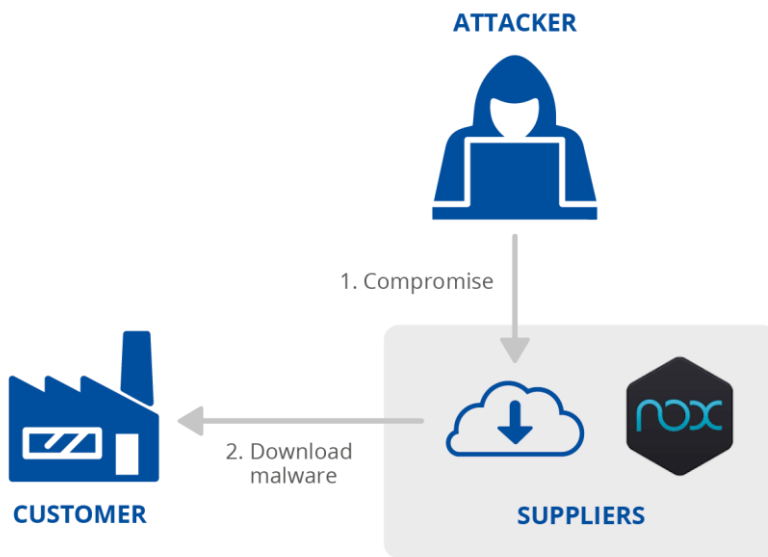 ATTACKER
1. Compromise
nox
2. Download
malware
CUSTOMER
SUPPLIERS